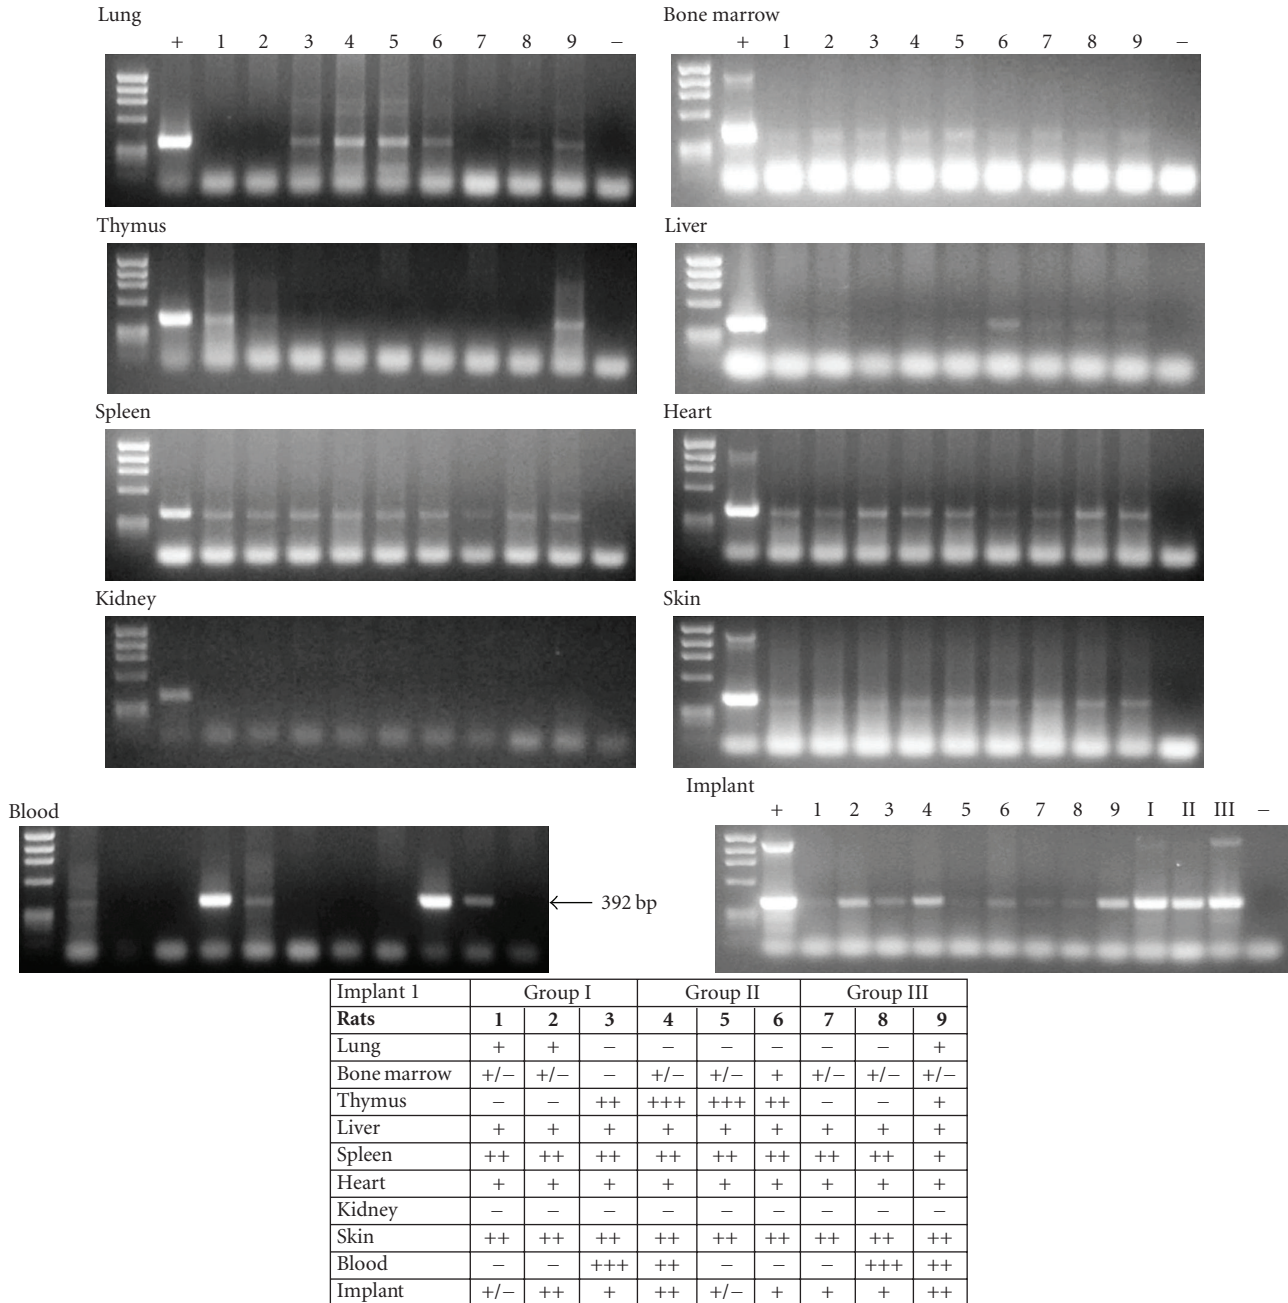 Lung
+ 1 2 3 4 5 6 7 8 9 −
Bone marrow
+ 1 2 3 4 5 6 7 8 9 −
Thymus
Liver
Spleen
Heart
Kidney
Skin
Blood
392 bp
Implant
+ 1 2 3 4 5 6 7 8 9 I II III −
Implant 1 Group I Group II Group III
Rats 1 2 3 4 5 6 7 8 9
Lung + + − − − − − − +
Bone marrow +/− +/− − +/− +/− + +/− +/− +/−
Thymus − − ++ +++ +++ ++ − − +
Liver + + + + + + + + +
Spleen ++ ++ ++ ++ ++ ++ ++ ++ +
Heart + + + + + + + + +
Kidney − − − − − − − − −
Skin ++ ++ ++ ++ ++ ++ ++ ++ ++
Blood − − +++ ++ − − − +++ ++
Implant +/− ++ + ++ +/− + + + ++